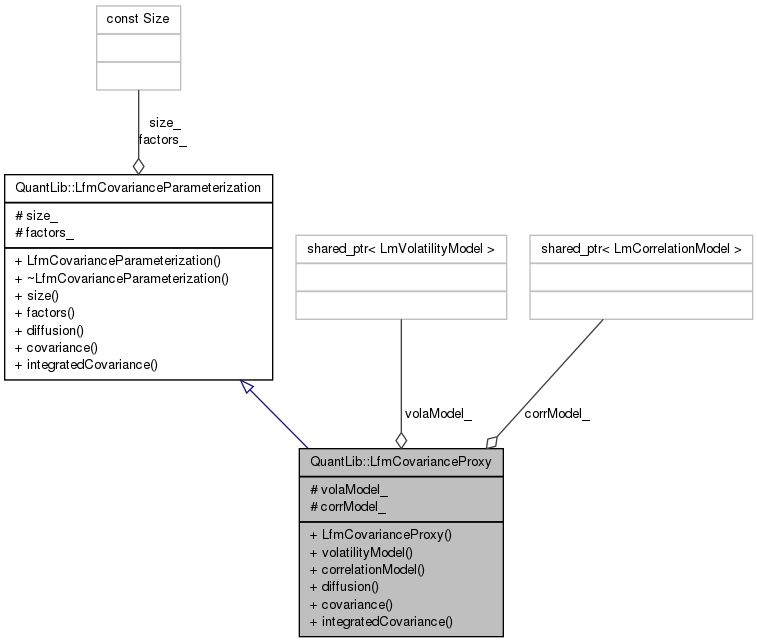 const Size
size_
factors_
QuantLib::LfmCovarianceParameterization
# size_
# factors_
+ LfmCovarianceParameterization()
+ ~LfmCovarianceParameterization()
+ size()
+ factors()
+ diffusion()
+ covariance()
+ integratedCovariance()
shared_ptr< LmVolatilityModel >
shared_ptr< LmCorrelationModel >
volaModel_
corrModel_
QuantLib::LfmCovarianceProxy
# volaModel_
# corrModel_
+ LfmCovarianceProxy()
+ volatilityModel()
+ correlationModel()
+ diffusion()
+ covariance()
+ integratedCovariance()